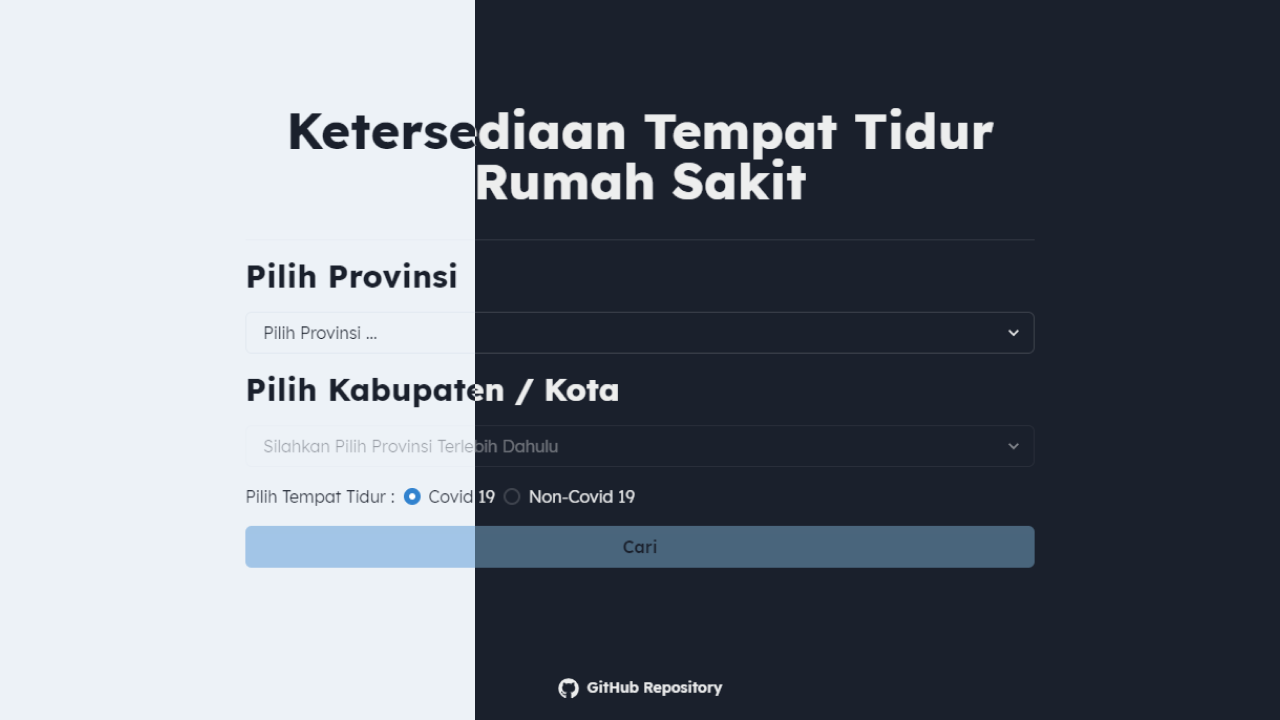 Ketersediaan Tempat Tidur
Rumah Sakit
Pilih Provinsi
Pilih Provinsi ...
Pilih Kabupaten / Kota
Silahkan Pilih Provinsi Terlebih Dahulu
Pilih Tempat Tidur : Covid 19 Non-Covid 19
Cari
GitHub Repository